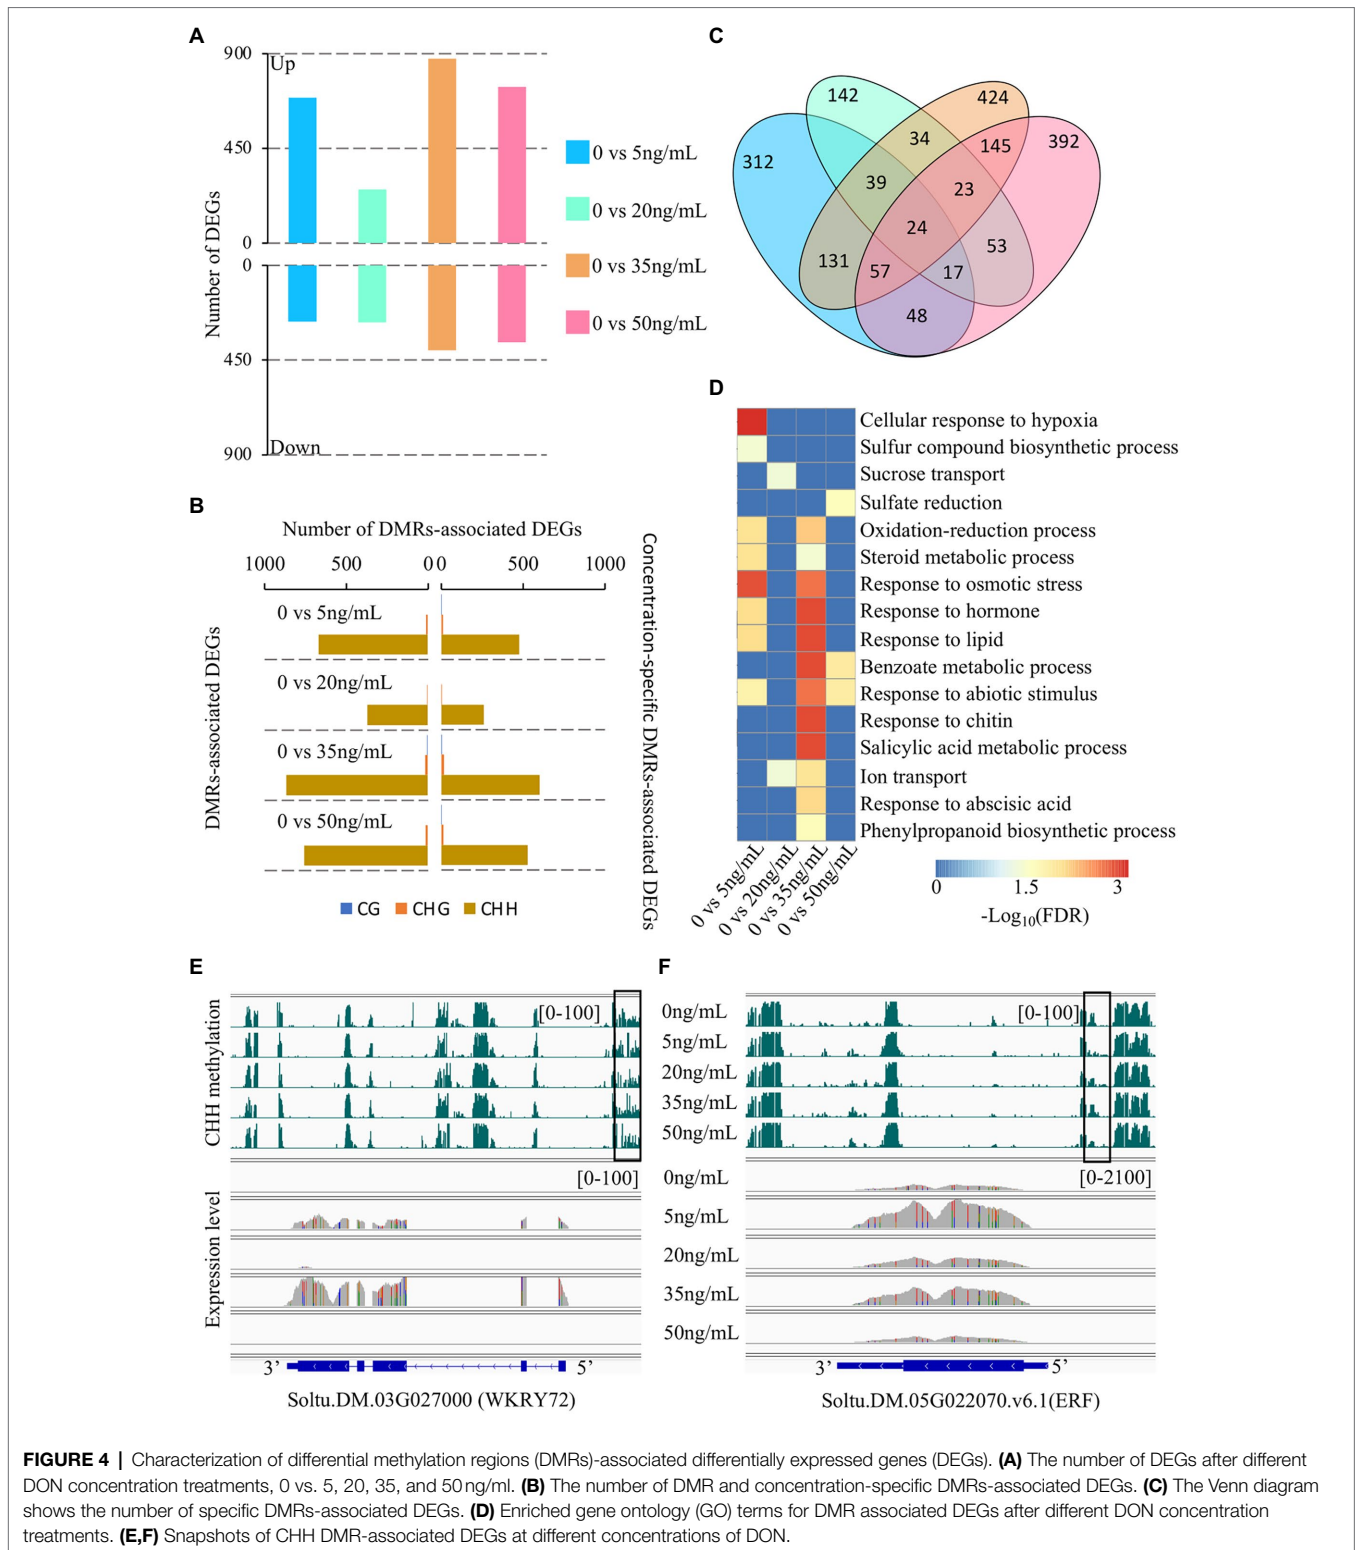 A
900
Up
450
0
0
450
Down
900
Number of DEGs
0 vs 5ng/mL
0 vs 20ng/mL
0 vs 35ng/mL
0 vs 50ng/mL
B
Number of DMRs-associated DEGs
1000 500 0 0 500 1000
0 vs 5ng/mL
0 vs 20ng/mL
0 vs 35ng/mL
0 vs 50ng/mL
DMRs-associated DEGs
Concentration-specific DMRs-associated DEGs
CG CHG CHH
C
142
424
312
34
145
392
39
23
24
131
57
17
53
48
D
Cellular response to hypoxia
Sulfur compound biosynthetic process
Sucrose transport
Sulfate reduction
Oxidation-reduction process
Steroid metabolic process
Response to osmotic stress
Response to hormone
Response to lipid
Benzoate metabolic process
Response to abiotic stimulus
Response to chitin
Salicylic acid metabolic process
Ion transport
Response to abscisic acid
Phenylpropanoid biosynthetic process
0 vs 5ng/mL
0 vs 20ng/mL
0 vs 35ng/mL
0 vs 50ng/mL
0 1.5 3
-Log₁₀(FDR)
E
CHH methylation
[0-100]
[0-100]
Expression level
3’ 5’
Soltu.DM.03G027000 (WKRY72)
F
0ng/mL
[0-100]
5ng/mL
20ng/mL
35ng/mL
50ng/mL
0ng/mL
[0-2100]
5ng/mL
20ng/mL
35ng/mL
50ng/mL
3’ 5’
Soltu.DM.05G022070.v6.1(ERF)
FIGURE 4 | Characterization of differential methylation regions (DMRs)-associated differentially expressed genes (DEGs). (A) The number of DEGs after different
DON concentration treatments, 0 vs. 5, 20, 35, and 50 ng/ml. (B) The number of DMR and concentration-specific DMRs-associated DEGs. (C) The Venn diagram
shows the number of specific DMRs-associated DEGs. (D) Enriched gene ontology (GO) terms for DMR associated DEGs after different DON concentration
treatments. (E,F) Snapshots of CHH DMR-associated DEGs at different concentrations of DON.